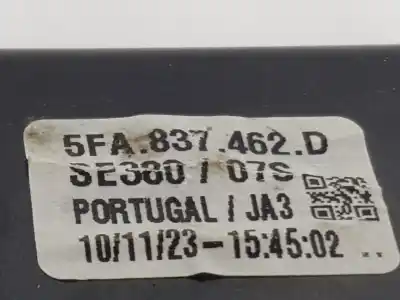 5FA.837.462.D
SE380 / 07S
PORTUGAL / JA3
10/11/23-15:45:02 ..